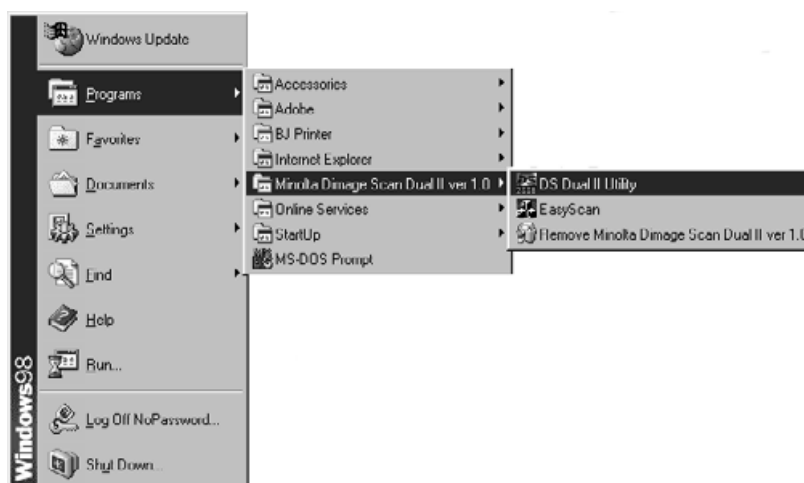 Windows Update
Programs
Favorites
Documents
Settings
Find
Help
Run...
Log Off NoPassword...
Shut Down...
Windows98
Accessories
Adobe
BJ Printer
Internet Explorer
Minolta Dimage Scan Dual II ver 1.0
Online Services
StartUp
MS-DOS Prompt
DS Dual II Utility
EasyScan
Remove Minolta Dimage Scan Dual II ver 1.0